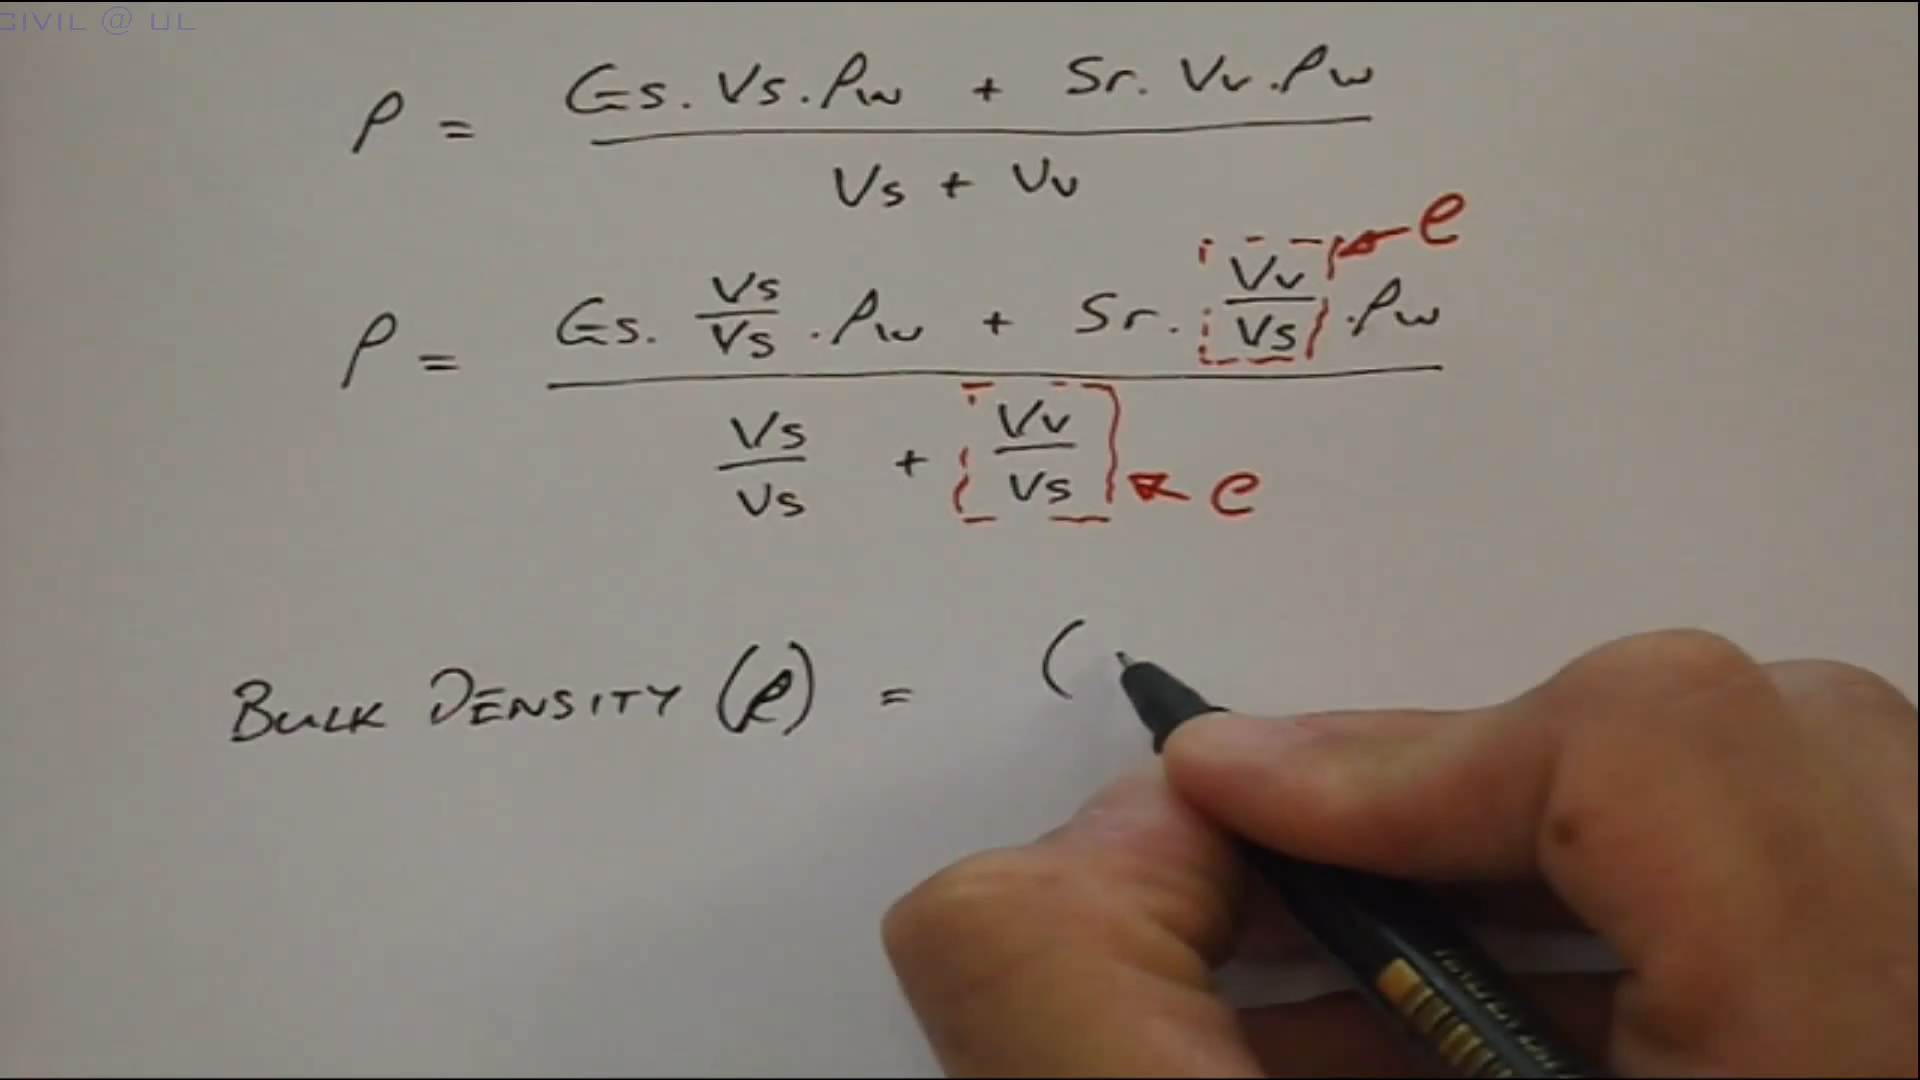 CIVIL @ UL
ρ = (Gs. Vs. ρw + Sr. Vv. ρw) / (Vs + Vv)
e
ρ = (Gs. Vs/Vs . ρw + Sr. Vv/Vs . ρw) / (Vs/Vs + Vv/Vs)
e
BULK DENSITY (ρ) = (